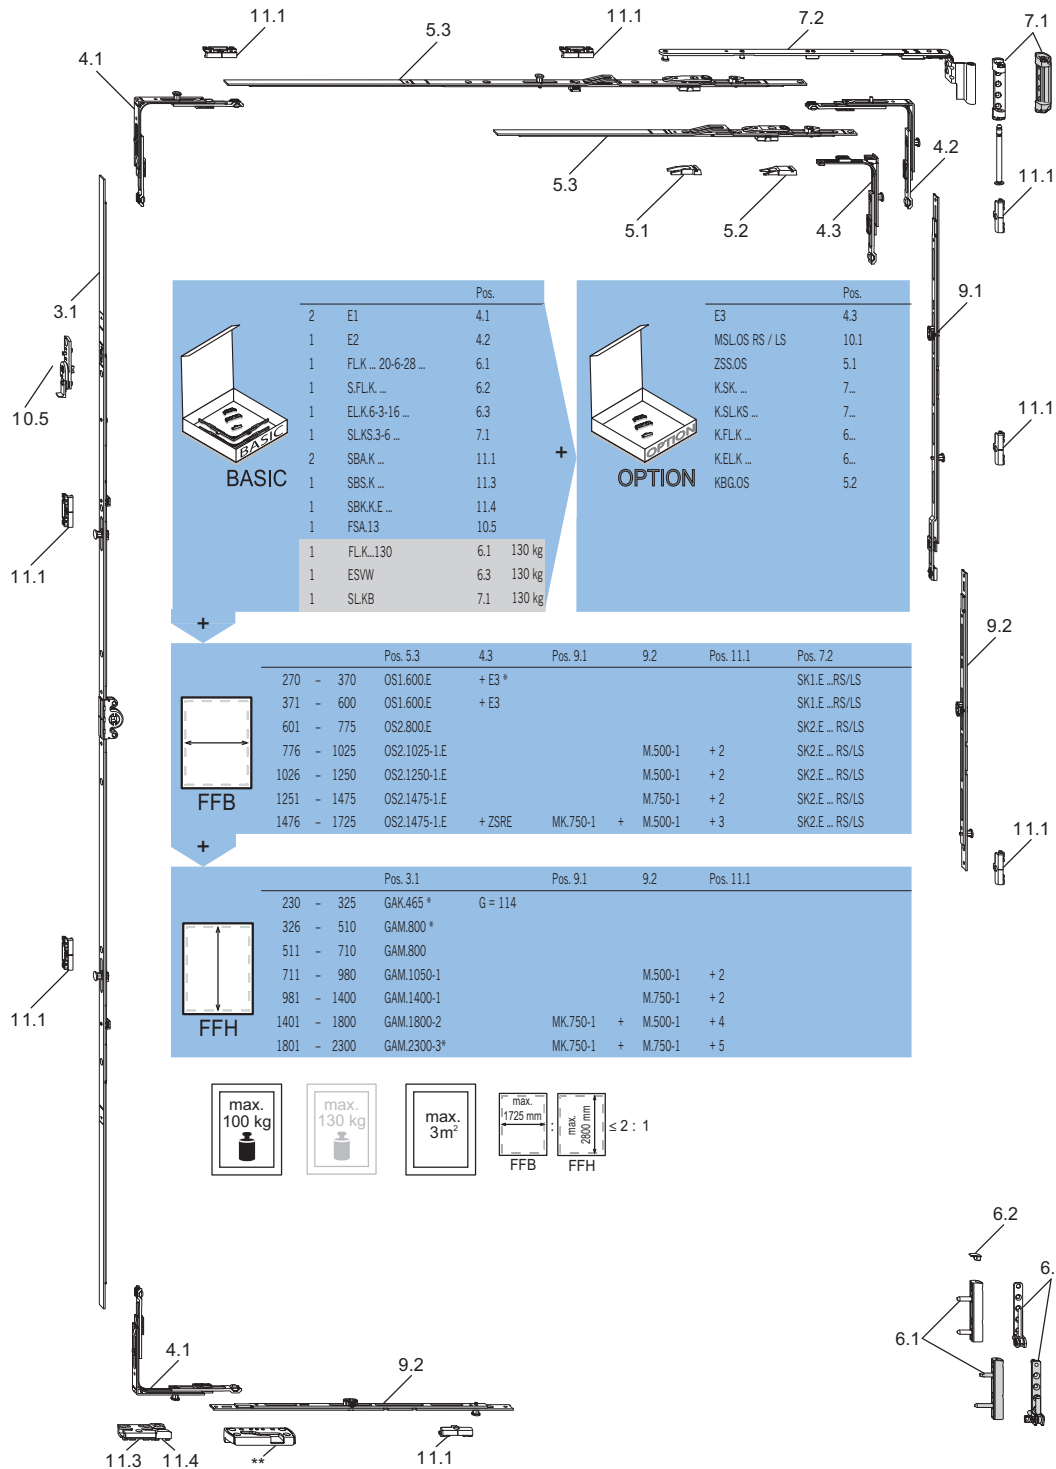 11.1
5.3
11.1
7.2
7.1
4.1
5.3
5.1
5.2
4.3
4.2
11.1
3.1
9.1
10.5
11.1
11.1
9.2
11.1
11.1
BASIC
BASIC
Pos.
2 E1 4.1
1 E2 4.2
1 FL.K ... 20-6-28 ... 6.1
1 S.FL.K. ... 6.2
1 EL.K.6-3-16 ... 6.3
1 SL.KS.3-6 ... 7.1
2 SBA.K ... 11.1
1 SBS.K ... 11.3
1 SBK.K.E ... 11.4
1 FSA.13 10.5
1 FL.K...130 6.1 130 kg
1 ESVW 6.3 130 kg
1 SL.KB 7.1 130 kg
+
OPTION
OPTION
Pos.
E3 4.3
MSL.OS RS / LS 10.1
ZSS.OS 5.1
K.SK. ... 7...
K.SL.KS ... 7...
K.FL.K ... 6...
K.EL.K ... 6...
KBG.OS 5.2
+
FFB
Pos. 5.3 4.3 Pos. 9.1 9.2 Pos. 11.1 Pos. 7.2
270 – 370 OS1.600.E + E3 * SK1.E ...RS/LS
371 – 600 OS1.600.E + E3 SK1.E ...RS/LS
601 – 775 OS2.800.E SK2.E ... RS/LS
776 – 1025 OS2.1025-1.E M.500-1 + 2 SK2.E ... RS/LS
1026 – 1250 OS2.1250-1.E M.500-1 + 2 SK2.E ... RS/LS
1251 – 1475 OS2.1475-1.E M.750-1 + 2 SK2.E ... RS/LS
1476 – 1725 OS2.1475-1.E + ZSRE MK.750-1 + M.500-1 + 3 SK2.E ... RS/LS
+
FFH
Pos. 3.1 Pos. 9.1 9.2 Pos. 11.1
230 – 325 GAK.465 * G = 114
326 – 510 GAM.800 *
511 – 710 GAM.800
711 – 980 GAM.1050-1 M.500-1 + 2
981 – 1400 GAM.1400-1 M.750-1 + 2
1401 – 1800 GAM.1800-2 MK.750-1 + M.500-1 + 4
1801 – 2300 GAM.2300-3* MK.750-1 + M.750-1 + 5
max.
100 kg
max.
130 kg
max.
3m²
max.
1725 mm
FFB
:
max.
2800 mm
FFH
≤ 2 : 1
6.2
6.
6.1
4.1
9.2
11.3
11.4
**
11.1